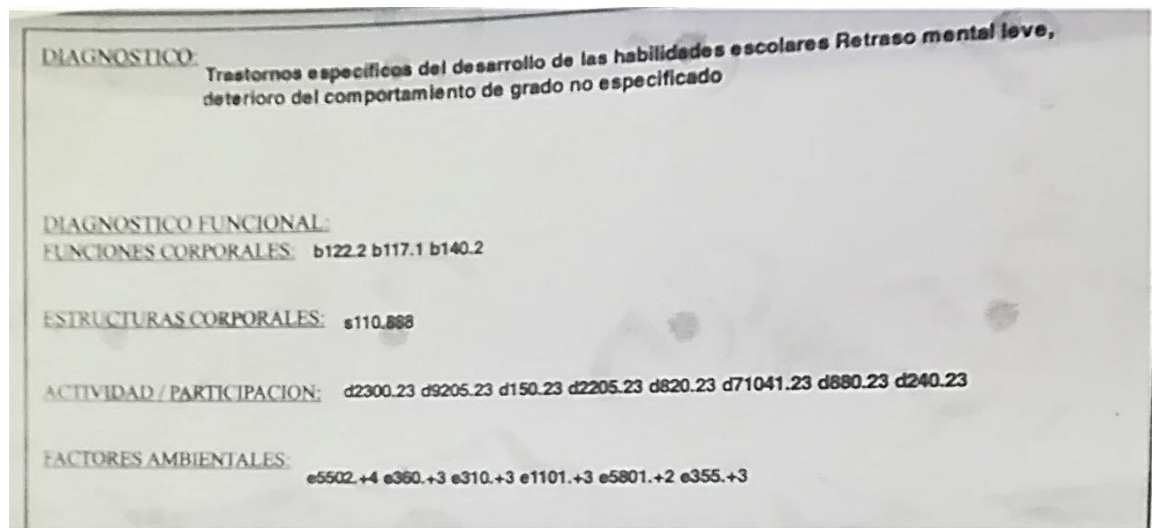 DIAGNOSTICO:
Trastornos específicos del desarrollo de las habilidades escolares Retraso mental leve,
deterioro del comportamiento de grado no especificado
DIAGNOSTICO FUNCIONAL:
FUNCIONES CORPORALES: b122.2 b117.1 b140.2
ESTRUCTURAS CORPORALES: s110.888
ACTIVIDAD / PARTICIPACION: d2300.23 d9205.23 d150.23 d2205.23 d820.23 d71041.23 d880.23 d240.23
FACTORES AMBIENTALES:
e5502.+4 e360.+3 e310.+3 e1101.+3 e5801.+2 e355.+3